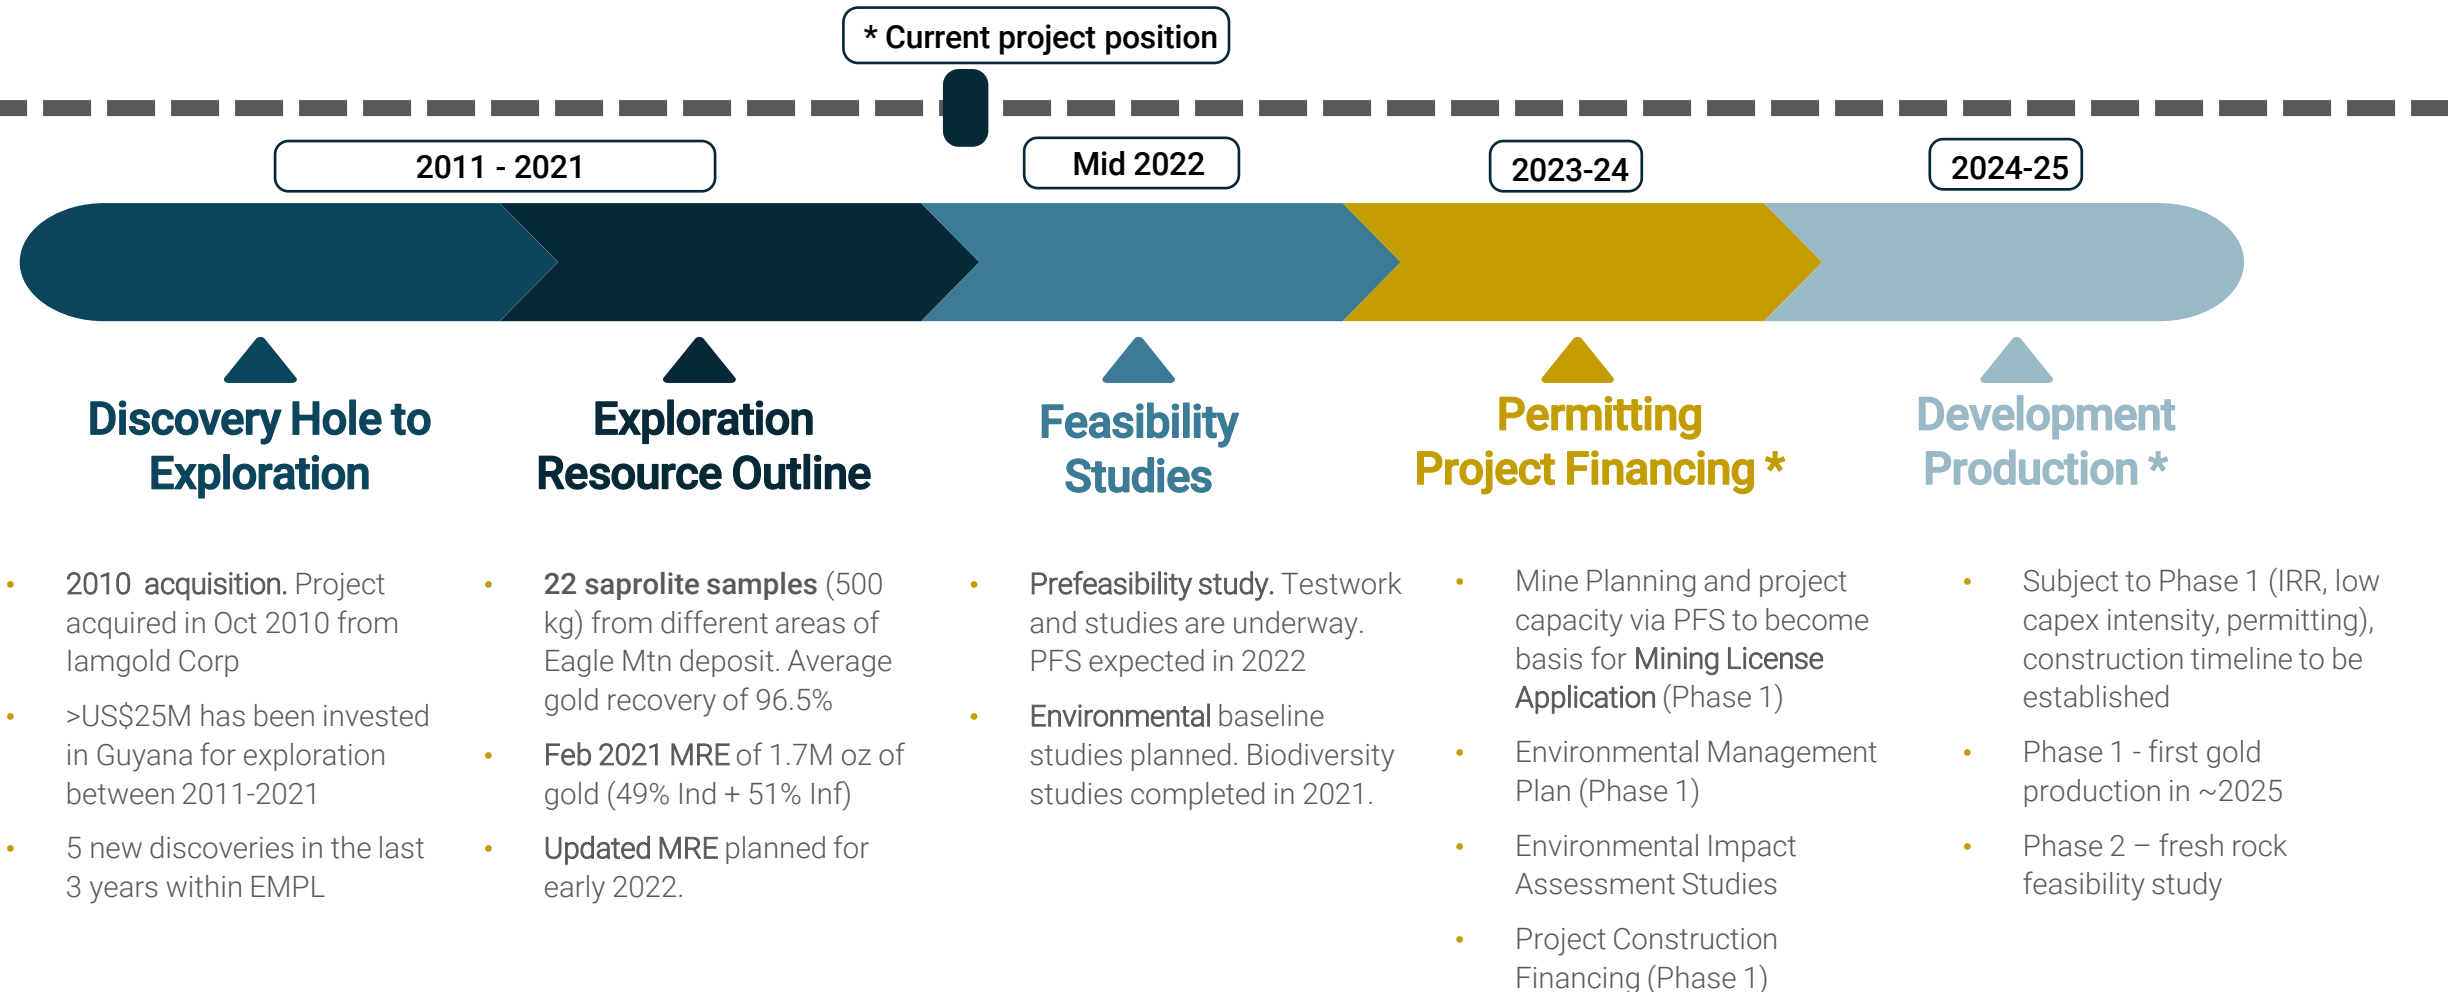 * Current project position
2011 - 2021
Mid 2022
2023-24
2024-25
Discovery Hole to
Exploration
• 2010 acquisition. Project
acquired in Oct 2010 from
Iamgold Corp
• >US$25M has been invested
in Guyana for exploration
between 2011-2021
• 5 new discoveries in the last
3 years within EMPL
Exploration
Resource Outline
• 22 saprolite samples (500
kg) from different areas of
Eagle Mtn deposit. Average
gold recovery of 96.5%
• Feb 2021 MRE of 1.7M oz of
gold (49% Ind + 51% Inf)
• Updated MRE planned for
early 2022.
Feasibility
Studies
• Prefeasibility study. Testwork
and studies are underway.
PFS expected in 2022
• Environmental baseline
studies planned. Biodiversity
studies completed in 2021.
Permitting
Project Financing *
• Mine Planning and project
capacity via PFS to become
basis for Mining License
Application (Phase 1)
• Environmental Management
Plan (Phase 1)
• Environmental Impact
Assessment Studies
• Project Construction
Financing (Phase 1)
Development
Production *
• Subject to Phase 1 (IRR, low
capex intensity, permitting),
construction timeline to be
established
• Phase 1 - first gold
production in ~2025
• Phase 2 – fresh rock
feasibility study